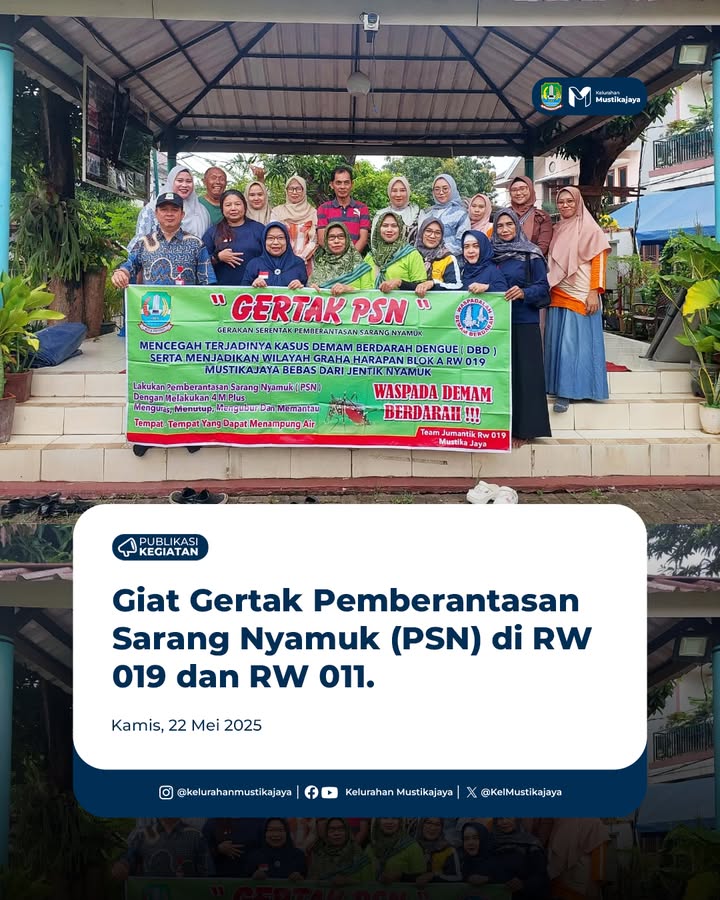 Kelurahan
Mustikajaya
" GERTAK PSN "
GERAKAN SERENTAK PEMBERANTASAN SARANG NYAMUK
MENCEGAH TERJADINYA KASUS DEMAM BERDARAH DENGUE ( DBD )
SERTA MENJADIKAN WILAYAH GRAHA HARAPAN BLOK A RW 019
MUSTIKAJAYA BEBAS DARI JENTIK NYAMUK
Lakukan Pemberantasan Sarang Nyamuk ( PSN )
Dengan Melakukan 4 M Plus
Menguras, Menutup, Mengubur Dan Memantau
Tempat Tempat Yang Dapat Menampung Air
WASPADA DEMAM
BERDARAH !!!
Team Jumantik Rw 019
Mustika Jaya
PUBLIKASI
KEGIATAN
Giat Gertak Pemberantasan
Sarang Nyamuk (PSN) di RW
019 dan RW 011.
Kamis, 22 Mei 2025
@kelurahanmustikajaya | Kelurahan Mustikajaya | @KelMustikajaya
" GERTAK PSN "